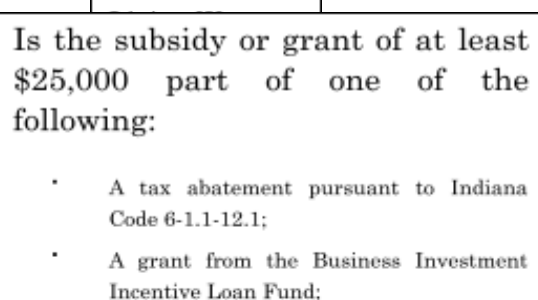 Is the subsidy or grant of at least
$25,000 part of one of the
following:
· A tax abatement pursuant to Indiana
Code 6-1.1-12.1;
· A grant from the Business Investment
Incentive Loan Fund;